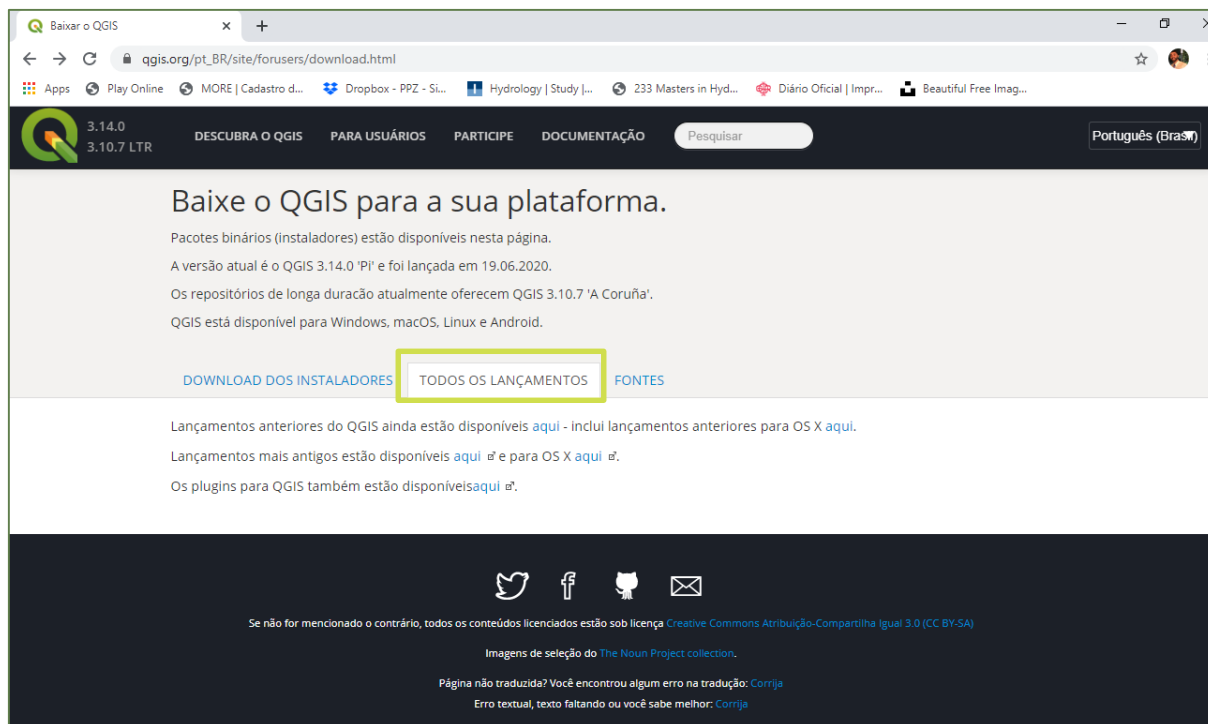 Baixar o QGIS
qgis.org/pt_BR/site/forusers/download.html
Apps Play Online MORE | Cadastro d... Dropbox - PPZ - Si... Hydrology | Study |... 233 Masters in Hyd... Diário Oficial | Impr... Beautiful Free Imag...
3.14.0
3.10.7 LTR
DESCUBRA O QGIS PARA USUÁRIOS PARTICIPE DOCUMENTAÇÃO Pesquisar Português (Brasil)
Baixe o QGIS para a sua plataforma.
Pacotes binários (instaladores) estão disponíveis nesta página.
A versão atual é o QGIS 3.14.0 'Pi' e foi lançada em 19.06.2020.
Os repositórios de longa duracão atualmente oferecem QGIS 3.10.7 'A Coruña'.
QGIS está disponível para Windows, macOS, Linux e Android.
DOWNLOAD DOS INSTALADORES TODOS OS LANÇAMENTOS FONTES
Lançamentos anteriores do QGIS ainda estão disponíveis aqui - inclui lançamentos anteriores para OS X aqui.
Lançamentos mais antigos estão disponíveis aqui e para OS X aqui .
Os plugins para QGIS também estão disponíveisaqui .
Se não for mencionado o contrário, todos os conteúdos licenciados estão sob licença Creative Commons Atribuição-Compartilha Igual 3.0 (CC BY-SA)
Imagens de seleção do The Noun Project collection.
Página não traduzida? Você encontrou algum erro na tradução: Corrija
Erro textual, texto faltando ou você sabe melhor: Corrija